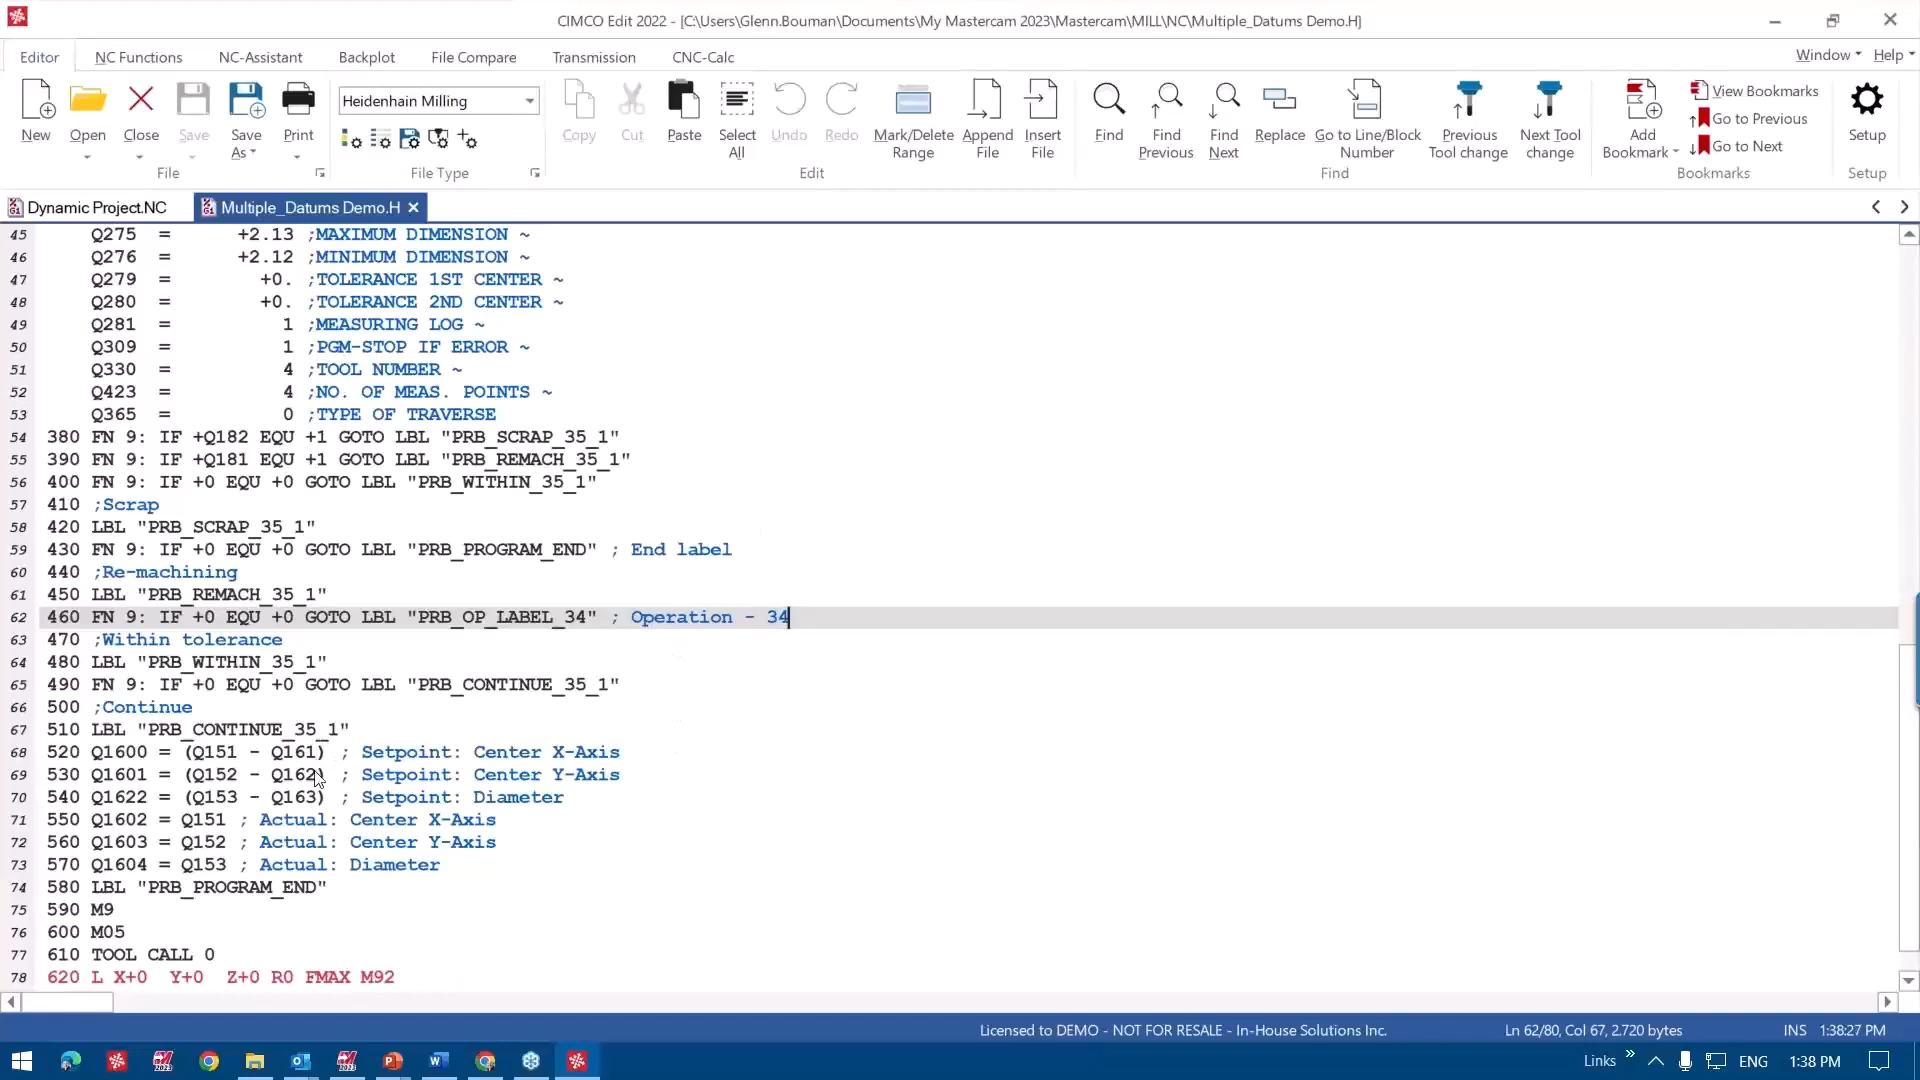 CIMCO Edit 2022 - [C:\Users\Glenn.Bouman\Documents\My Mastercam 2023\Mastercam\MILL\NC\Multiple_Datums Demo.H]
Editor NC Functions NC-Assistant Backplot File Compare Transmission CNC-Calc Window Help
New Open Close Save Save As Print
Heidenhain Milling
Copy Cut Paste Select All Undo Redo Mark/Delete Range Append File Insert File
Find Find Previous Find Next Replace Go to Line/Block Number Previous Tool change Next Tool change
Add Bookmark View Bookmarks
Go to Previous
Go to Next
Setup
File File Type Edit Find Bookmarks Setup
Dynamic Project.NC Multiple_Datums Demo.H
45 Q275 = +2.13 ;MAXIMUM DIMENSION ~
46 Q276 = +2.12 ;MINIMUM DIMENSION ~
47 Q279 = +0. ;TOLERANCE 1ST CENTER ~
48 Q280 = +0. ;TOLERANCE 2ND CENTER ~
49 Q281 = 1 ;MEASURING LOG ~
50 Q309 = 1 ;PGM-STOP IF ERROR ~
51 Q330 = 4 ;TOOL NUMBER ~
52 Q423 = 4 ;NO. OF MEAS. POINTS ~
53 Q365 = 0 ;TYPE OF TRAVERSE
54 380 FN 9: IF +Q182 EQU +1 GOTO LBL "PRB_SCRAP_35_1"
55 390 FN 9: IF +Q181 EQU +1 GOTO LBL "PRB_REMACH_35_1"
56 400 FN 9: IF +0 EQU +0 GOTO LBL "PRB_WITHIN_35_1"
57 410 ;Scrap
58 420 LBL "PRB_SCRAP_35_1"
59 430 FN 9: IF +0 EQU +0 GOTO LBL "PRB_PROGRAM_END" ; End label
60 440 ;Re-machining
61 450 LBL "PRB_REMACH_35_1"
62 460 FN 9: IF +0 EQU +0 GOTO LBL "PRB_OP_LABEL_34" ; Operation - 34
63 470 ;Within tolerance
64 480 LBL "PRB_WITHIN_35_1"
65 490 FN 9: IF +0 EQU +0 GOTO LBL "PRB_CONTINUE_35_1"
66 500 ;Continue
67 510 LBL "PRB_CONTINUE_35_1"
68 520 Q1600 = (Q151 - Q161) ; Setpoint: Center X-Axis
69 530 Q1601 = (Q152 - Q162) ; Setpoint: Center Y-Axis
70 540 Q1622 = (Q153 - Q163) ; Setpoint: Diameter
71 550 Q1602 = Q151 ; Actual: Center X-Axis
72 560 Q1603 = Q152 ; Actual: Center Y-Axis
73 570 Q1604 = Q153 ; Actual: Diameter
74 580 LBL "PRB_PROGRAM_END"
75 590 M9
76 600 M05
77 610 TOOL CALL 0
78 620 L X+0 Y+0 Z+0 R0 FMAX M92
Licensed to DEMO - NOT FOR RESALE - In-House Solutions Inc. Ln 62/80, Col 67, 2.720 bytes INS 1:38:27 PM
Links ENG 1:38 PM